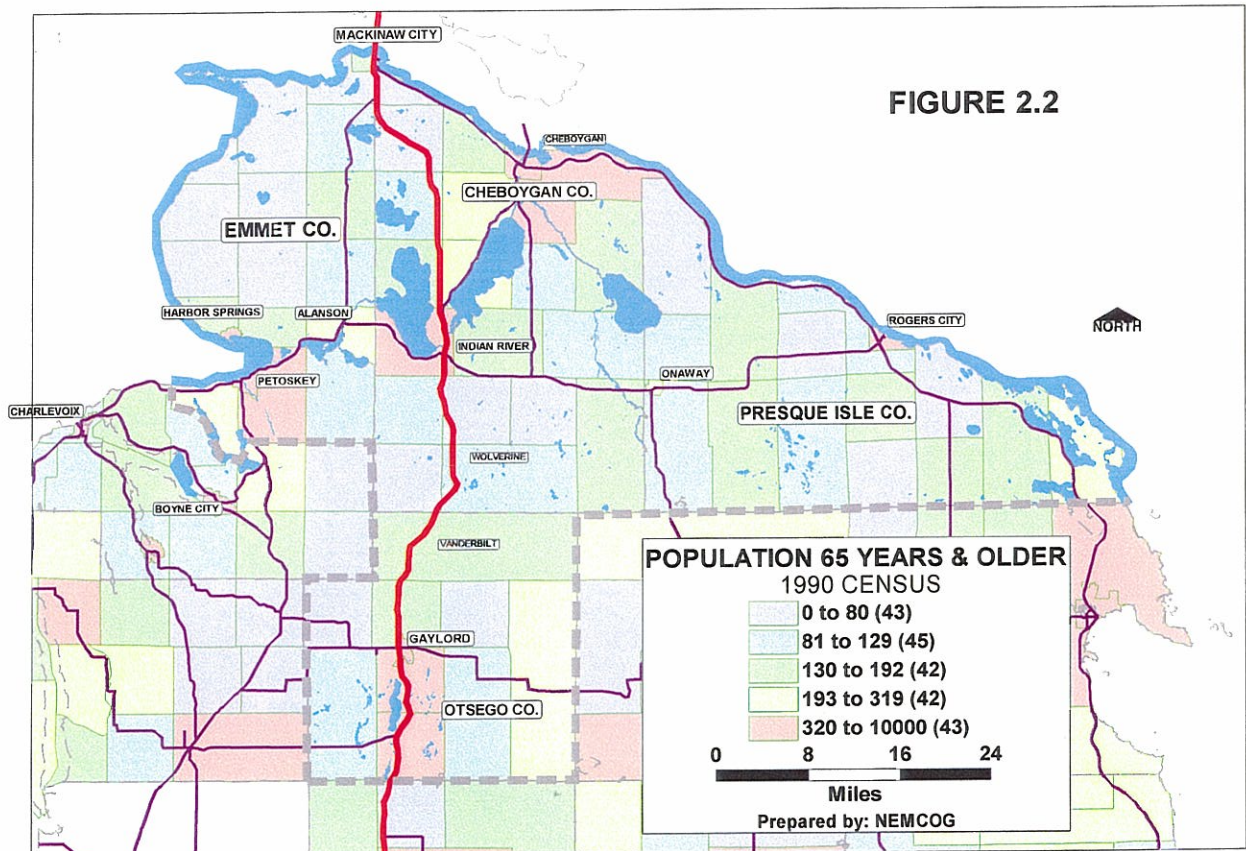 MACKINAW CITY
FIGURE 2.2
CHEBOYGAN
CHEBOYGAN CO.
EMMET CO.
HARBOR SPRINGS
ALANSON
ROGERS CITY
NORTH
INDIAN RIVER
PETOSKEY
ONAWAY
CHARLEVOIX
PRESQUE ISLE CO.
WOLVERINE
BOYNE CITY
VANDERBILT
POPULATION 65 YEARS & OLDER
1990 CENSUS
0 to 80 (43)
81 to 129 (45)
130 to 192 (42)
193 to 319 (42)
320 to 10000 (43)
GAYLORD
OTSEGO CO.
0 8 16 24
Miles
Prepared by: NEMCOG